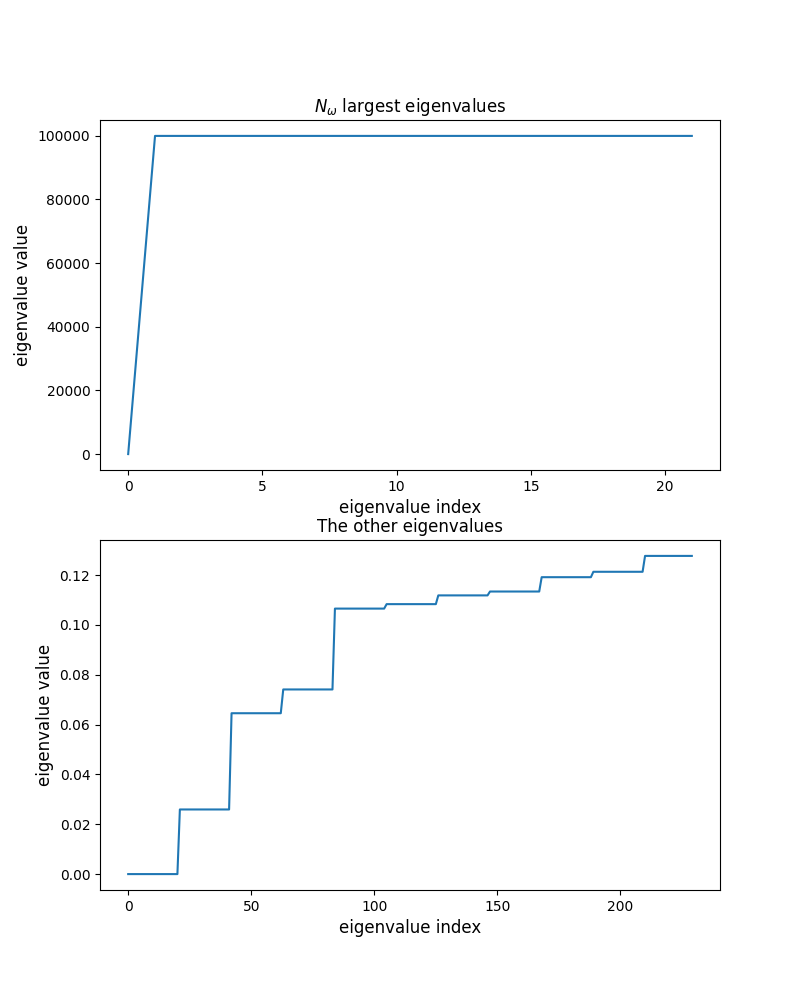 N_ω largest eigenvalues
100000
80000
60000
40000
20000
0
eigenvalue value
0 5 10 15 20
eigenvalue index
The other eigenvalues
0.12
0.10
0.08
0.06
0.04
0.02
0.00
eigenvalue value
0 50 100 150 200
eigenvalue index